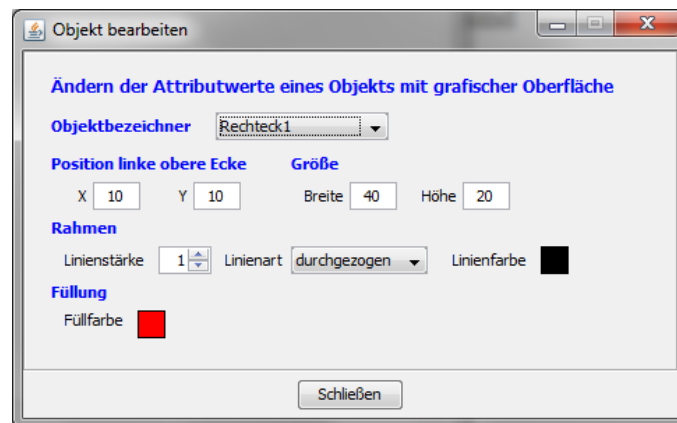 Objekt bearbeiten
Ändern der Attributwerte eines Objekts mit grafischer Oberfläche
Objektbezeichner Rechteck1
Position linke obere Ecke Größe
X 10 Y 10 Breite 40 Höhe 20
Rahmen
Linienstärke 1 Linienart durchgezogen Linienfarbe
Füllung
Füllfarbe
Schließen